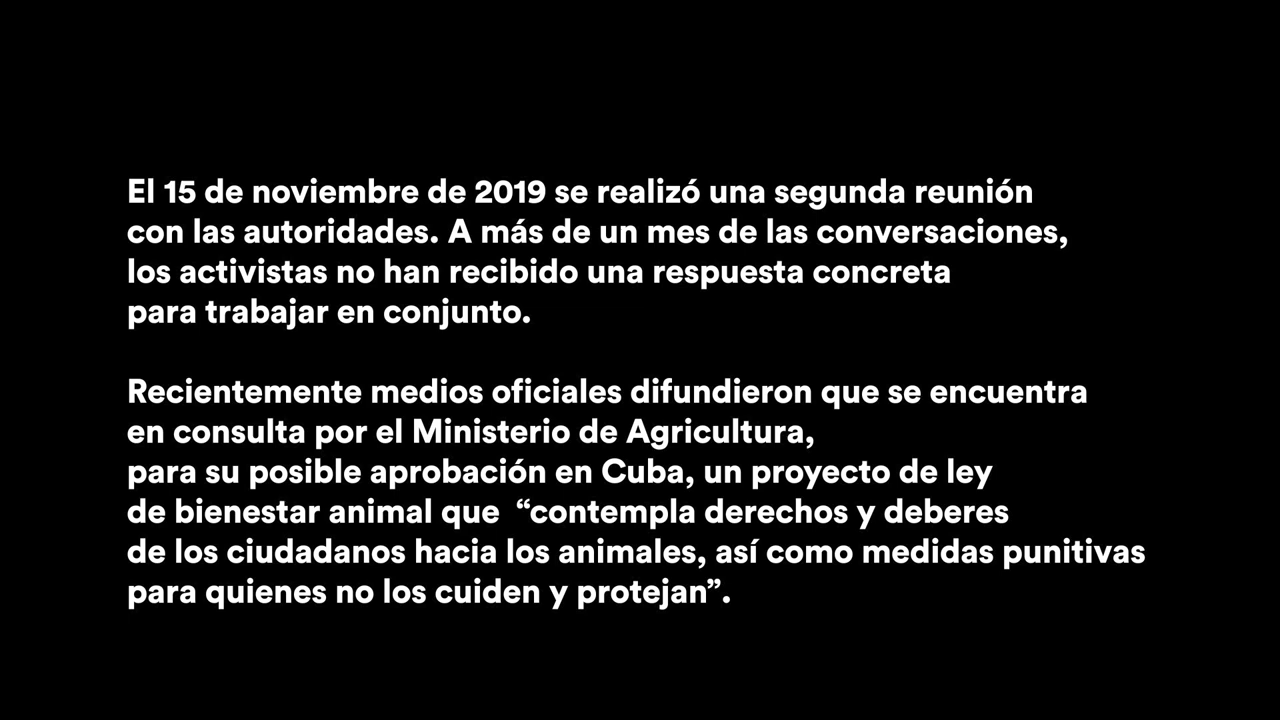 El 15 de noviembre de 2019 se realizó una segunda reunión
con las autoridades. A más de un mes de las conversaciones,
los activistas no han recibido una respuesta concreta
para trabajar en conjunto.
Recientemente medios oficiales difundieron que se encuentra
en consulta por el Ministerio de Agricultura,
para su posible aprobación en Cuba, un proyecto de ley
de bienestar animal que “contempla derechos y deberes
de los ciudadanos hacia los animales, así como medidas punitivas
para quienes no los cuiden y protejan”.